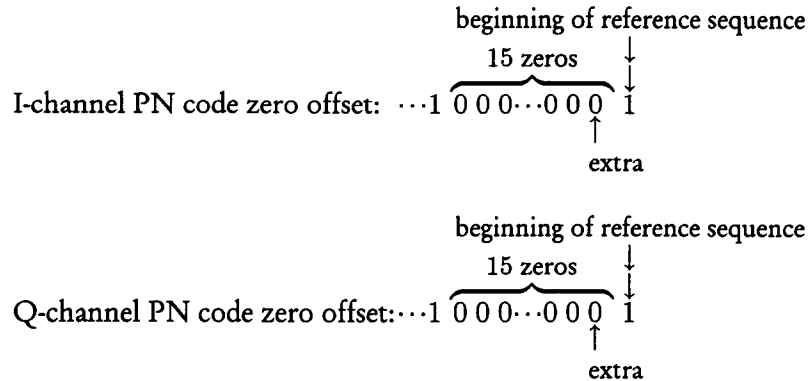 beginning of reference sequence
15 zeros
I-channel PN code zero offset: ···1 0 0 0···0 0 0 1
extra
beginning of reference sequence
15 zeros
Q-channel PN code zero offset:···1 0 0 0···0 0 0 1
extra